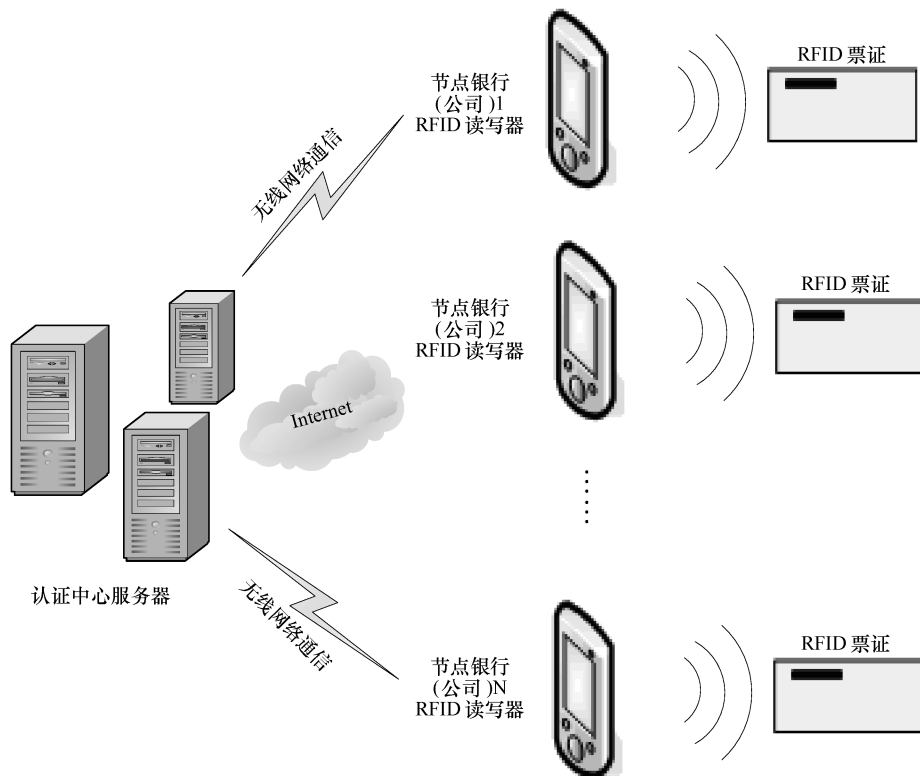 节点银行
(公司)1
RFID 读写器
RFID 票证
无线网络通信
节点银行
(公司)2
RFID 读写器
RFID 票证
Internet
认证中心服务器
无线网络通信
节点银行
(公司)N
RFID 读写器
RFID 票证